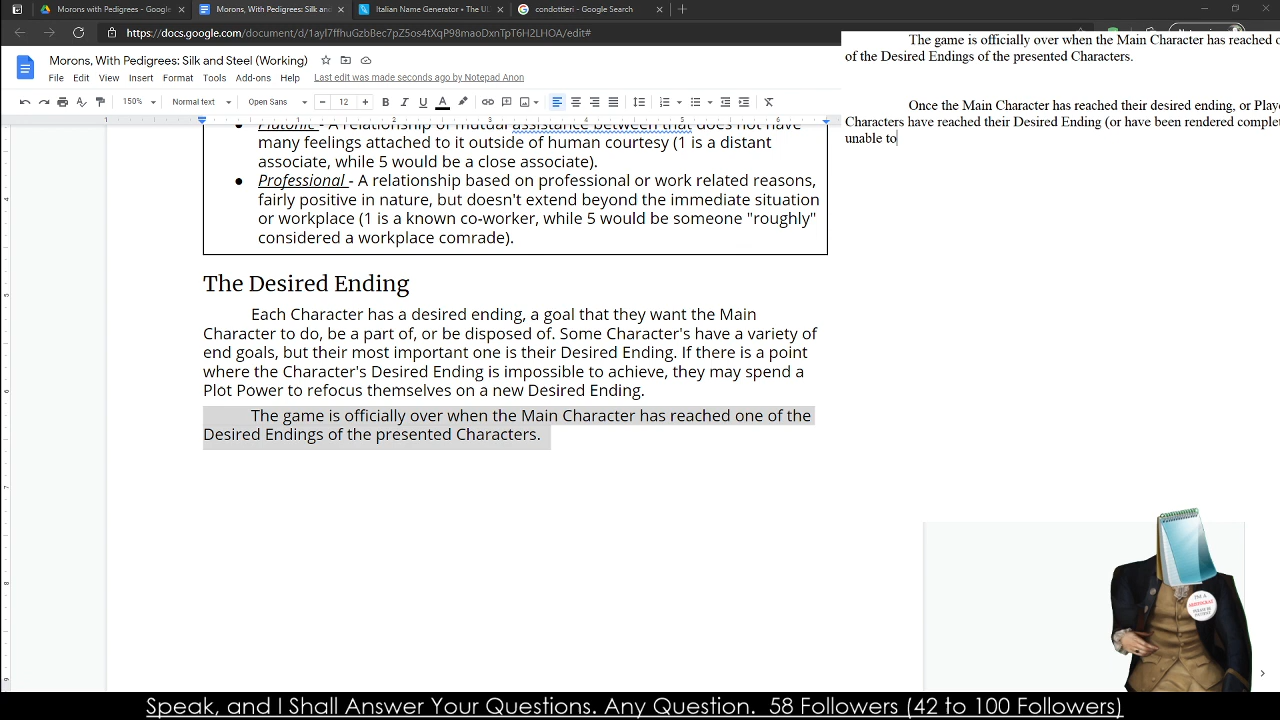 Morons with Pedigrees - Google
Morons, With Pedigrees: Silk and
Italian Name Generator • The UL
condottieri - Google Search
https://docs.google.com/document/d/1ayI7ffhuGzbBec7pZ5os4tXqP98maoDxnTpT6H2LHOA/edit#
Morons, With Pedigrees: Silk and Steel (Working)
File Edit View Insert Format Tools Add-ons Help Last edit was made seconds ago by Notepad Anon
150% Normal text Open Sans 12
Plutonic - A relationship of mutual assistance between that does not have
many feelings attached to it outside of human courtesy (1 is a distant
associate, while 5 would be a close associate).
● Professional - A relationship based on professional or work related reasons,
fairly positive in nature, but doesn't extend beyond the immediate situation
or workplace (1 is a known co-worker, while 5 would be someone "roughly"
considered a workplace comrade).
The Desired Ending
Each Character has a desired ending, a goal that they want the Main
Character to do, be a part of, or be disposed of. Some Character's have a variety of
end goals, but their most important one is their Desired Ending. If there is a point
where the Character's Desired Ending is impossible to achieve, they may spend a
Plot Power to refocus themselves on a new Desired Ending.
The game is officially over when the Main Character has reached one of the
Desired Endings of the presented Characters.
The game is officially over when the Main Character has reached o
of the Desired Endings of the presented Characters.
Once the Main Character has reached their desired ending, or Play
Characters have reached their Desired Ending (or have been rendered complet
unable to
I'M A
Speak, and I Shall Answer Your Questions. Any Question. 58 Followers (42 to 100 Followers)